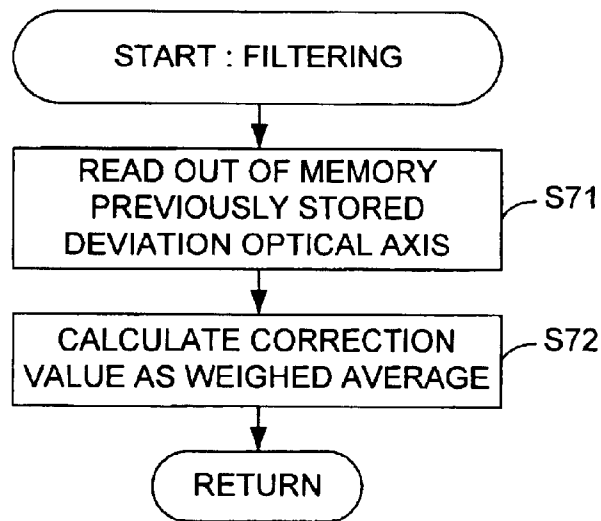 START : FILTERING
READ OUT OF MEMORY
PREVIOUSLY STORED
DEVIATION OPTICAL AXIS
S71
CALCULATE CORRECTION
VALUE AS WEIGHED AVERAGE
S72
RETURN